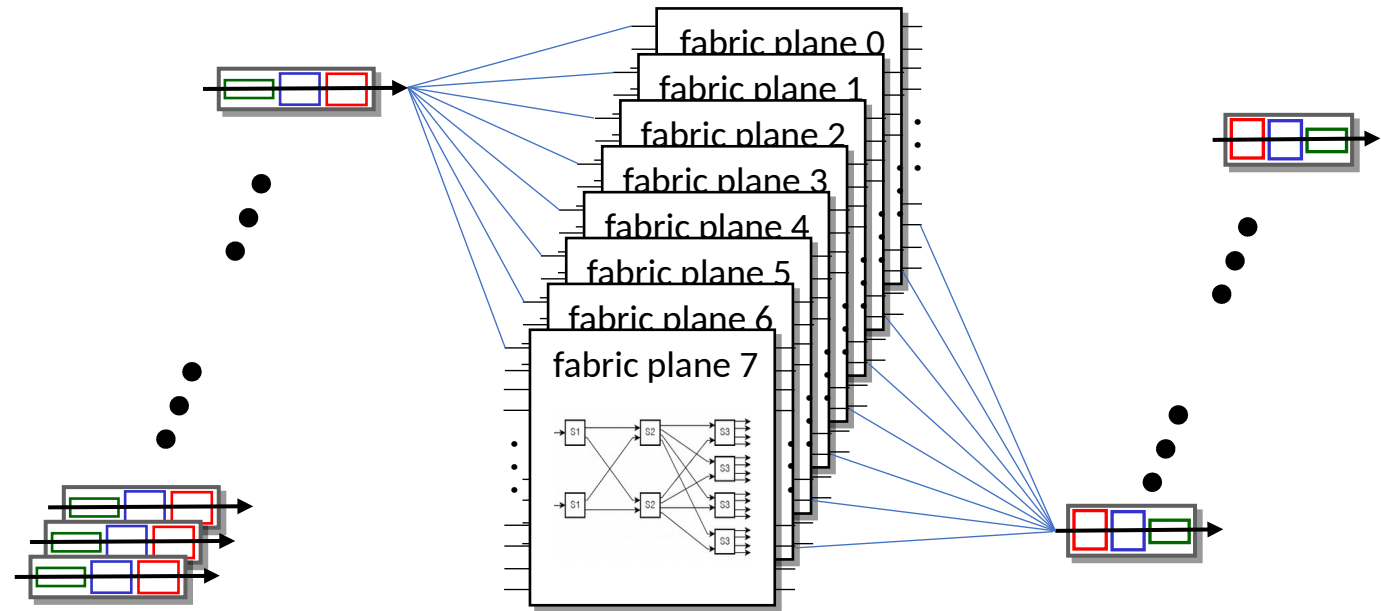 fabric plane 0
fabric plane 1
fabric plane 2
fabric plane 3
fabric plane 4
fabric plane 5
fabric plane 6
fabric plane 7
S1 S2 S3
S3
S1 S2 S3
S3